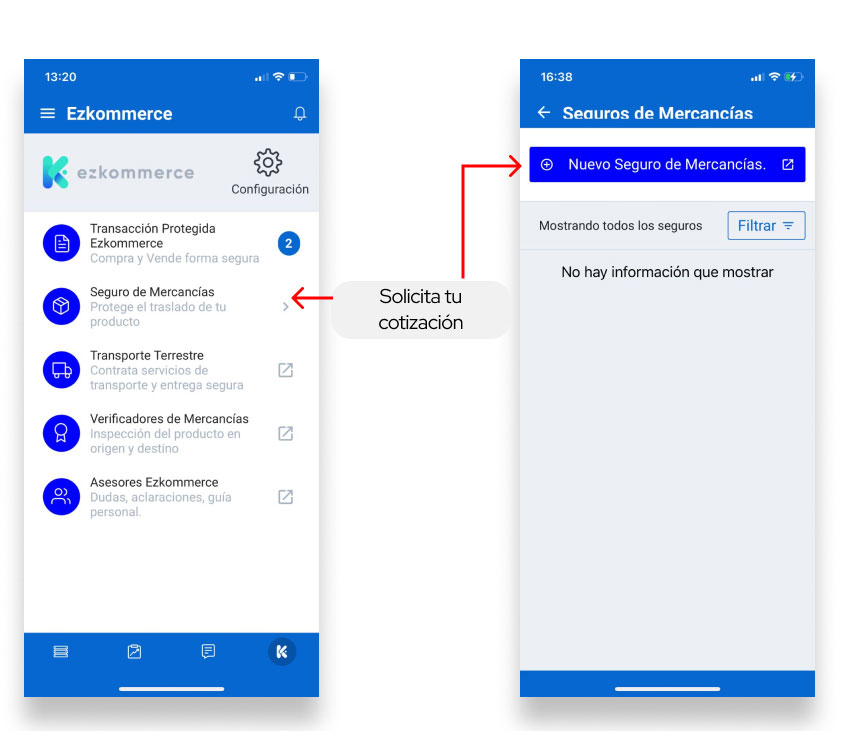 13:20
Ezkommerce
ezkommerce
Configuración
Transacción Protegida
Ezkommerce
Compra y Vende forma segura
2
Seguro de Mercancías
Protege el traslado de tu
producto
Transporte Terrestre
Contrata servicios de
transporte y entrega segura
Verificadores de Mercancías
Inspección del producto en
origen y destino
Asesores Ezkommerce
Dudas, aclaraciones, guía
personal.
Solicita tu
cotización
16:38
Seguros de Mercancías
Nuevo Seguro de Mercancías.
Mostrando todos los seguros
Filtrar
No hay información que mostrar